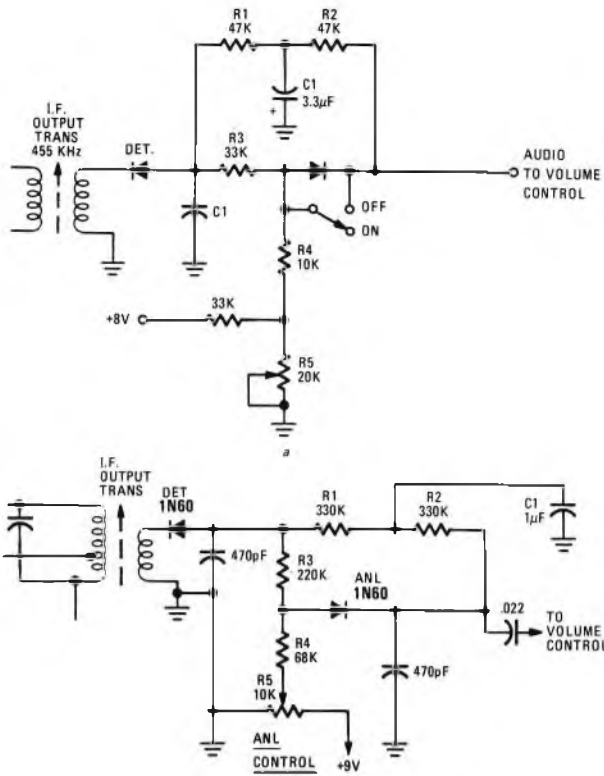 R1
47K
R2
47K
C1
3.3µF
+
I.F.
OUTPUT
TRANS
455 KHz
DET.
R3
33K
C1
AUDIO
TO VOLUME
CONTROL
OFF
ON
R4
10K
33K
+8V
R5
20K
a
I.F.
OUTPUT
TRANS
DET
1N60
R1
330K
R2
330K
C1
1µF
470pF
R3
220K
ANL
1N60
.022
TO
VOLUME
CONTROL
R4
68K
470pF
R5
10K
ANL
CONTROL
+9V